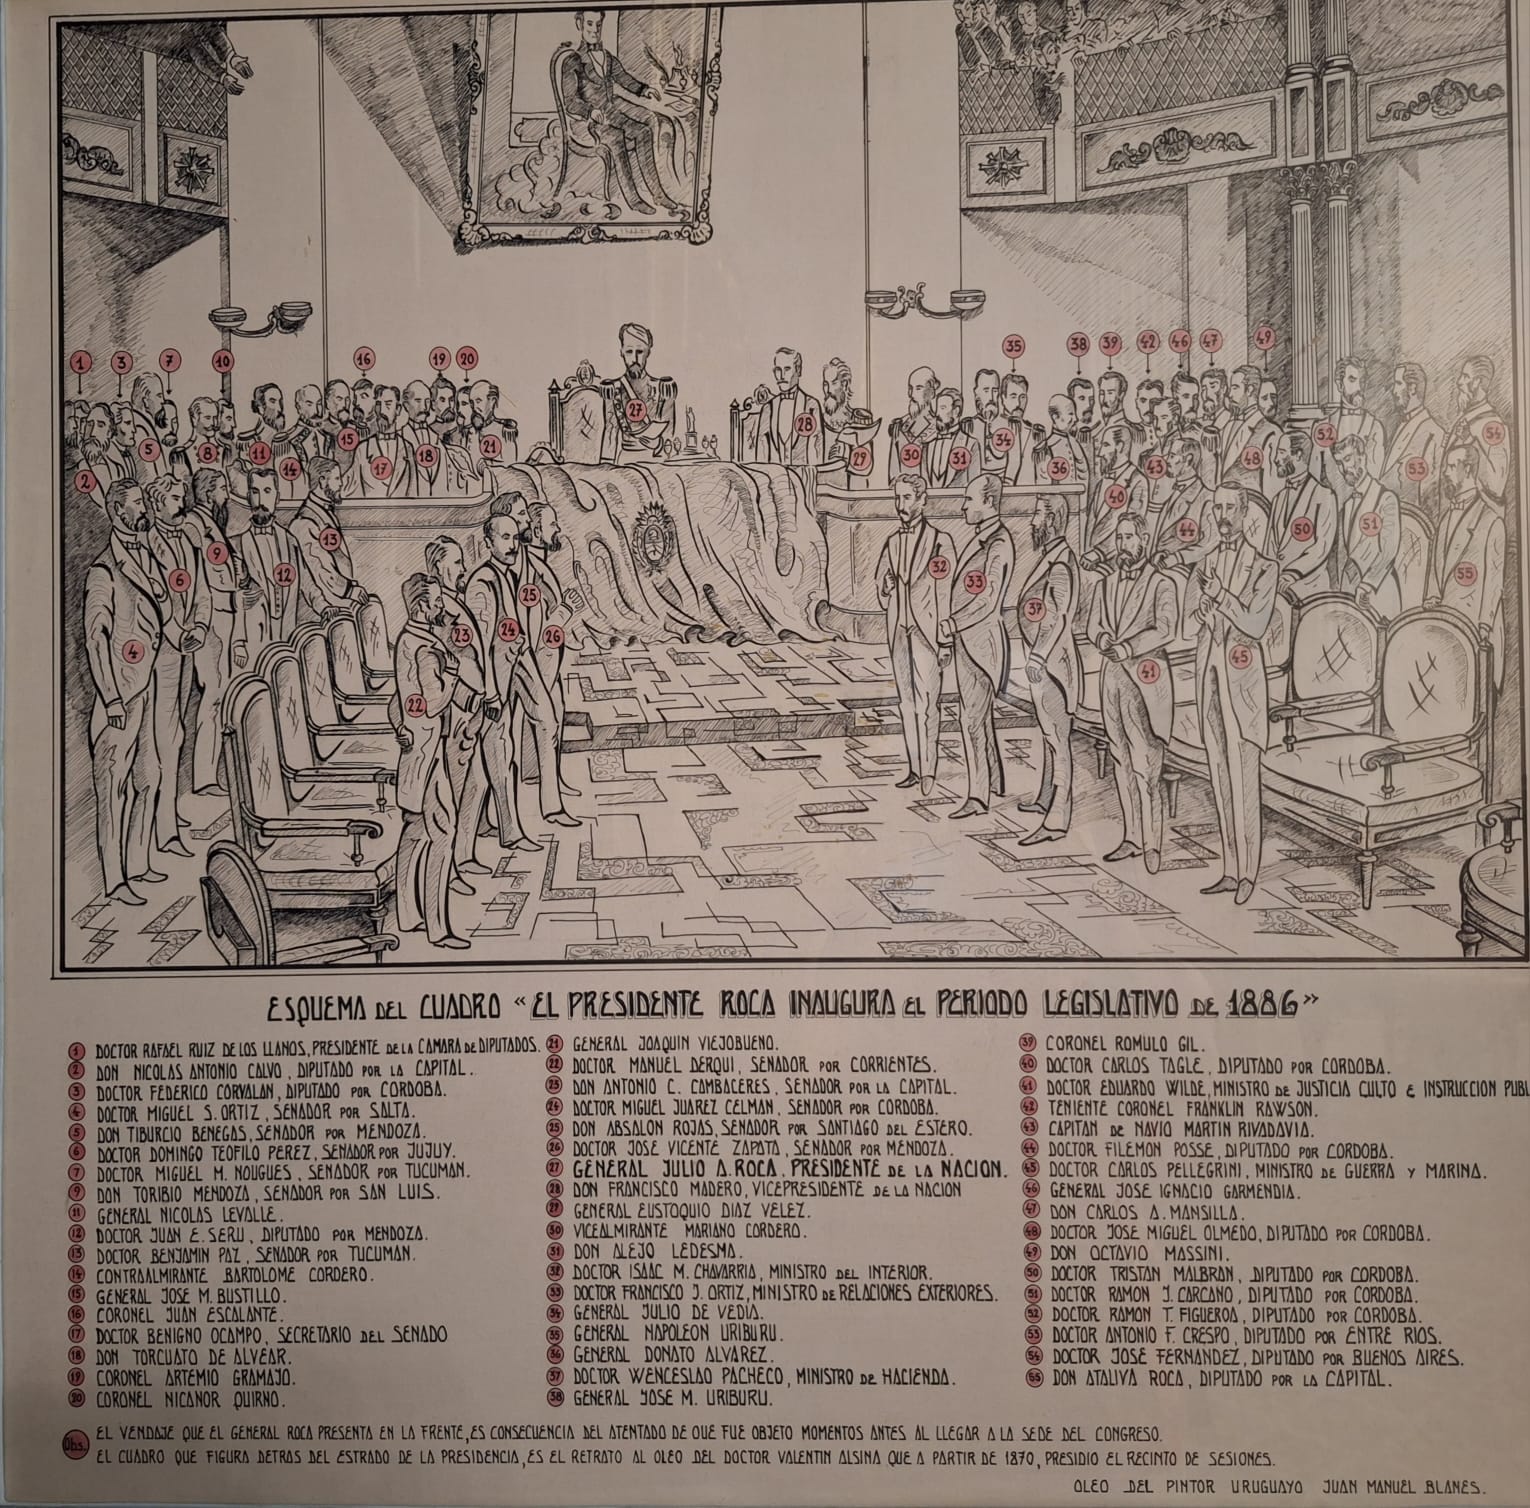 ESQUEMA DEL CUADRO "EL PRESIDENTE ROCA INAUGURA EL PERIODO LEGISLATIVO DE 1886"
1 DOCTOR RAFAEL RUIZ DE LOS LLANOS, PRESIDENTE DE LA CAMARA DE DIPUTADOS.
2 DON NICOLAS ANTONIO CALVO, DIPUTADO POR LA CAPITAL.
3 DOCTOR FEDERICO CORVALAN, DIPUTADO POR CORDOBA.
4 DOCTOR MIGUEL S. ORTIZ, SENADOR POR SALTA.
5 DON TIBURCIO BENEGAS, SENADOR POR MENDOZA.
6 DOCTOR DOMINGO TEOFILO PEREZ, SENADOR POR JUJUY.
7 DOCTOR MIGUEL M. NOUGUES, SENADOR POR TUCUMAN.
9 DON TORIBIO MENDOZA, SENADOR POR SAN LUIS.
11 GENERAL NICOLAS LEVALLE.
12 DOCTOR JUAN E. SERU, DIPUTADO POR MENDOZA.
13 DOCTOR BENJAMIN PAZ, SENADOR POR TUCUMAN.
14 CONTRAALMIRANTE BARTOLOME CORDERO.
15 GENERAL JOSE M. BUSTILLO.
16 CORONEL JUAN ESCALANTE.
17 DOCTOR BENIGNO OCAMPO, SECRETARIO DEL SENADO
18 DON TORCUATO DE ALVEAR.
19 CORONEL ARTEMIO GRAMAJO.
20 CORONEL NICANOR QUIRNO.
21 GENERAL JOAQUIN VIEJOBUENO.
22 DOCTOR MANUEL DERQUI, SENADOR POR CORRIENTES.
23 DON ANTONIO C. CAMBACERES, SENADOR POR LA CAPITAL.
24 DOCTOR MIGUEL JUAREZ CELMAN, SENADOR POR CORDOBA.
25 DON ABSALON ROJAS, SENADOR POR SANTIAGO DEL ESTERO.
26 DOCTOR JOSE VICENTE ZAPATA, SENADOR POR MENDOZA.
27 GENERAL JULIO A. ROCA. PRESIDENTE DE LA NACION.
28 DON FRANCISCO MADERO, VICEPRESIDENTE DE LA NACION
29 GENERAL EUSTOQUIO DIAZ VELEZ.
30 VICEALMIRANTE MARIANO CORDERO.
31 DON ALEJO LEDESMA.
32 DOCTOR ISAAC M. CHAVARRIA, MINISTRO DEL INTERIOR.
33 DOCTOR FRANCISCO J. ORTIZ, MINISTRO DE RELACIONES EXTERIORES.
34 GENERAL JULIO DE VEDIA.
35 GENERAL NAPOLEON URIBURU.
36 GENERAL DONATO ALVAREZ.
37 DOCTOR WENCESLAO PACHECO, MINISTRO DE HACIENDA.
38 GENERAL JOSE M. URIBURU.
39 CORONEL ROMULO GIL.
40 DOCTOR CARLOS TAGLE, DIPUTADO POR CORDOBA.
41 DOCTOR EDUARDO WILDE, MINISTRO DE JUSTICIA CULTO E INSTRUCCION PUBL
42 TENIENTE CORONEL FRANKLIN RAWSON.
43 CAPITAN DE NAVIO MARTIN RIVADAVIA.
44 DOCTOR FILEMON POSSE, DIPUTADO POR CORDOBA.
45 DOCTOR CARLOS PELLEGRINI, MINISTRO DE GUERRA Y MARINA.
46 GENERAL JOSE IGNACIO GARMENDIA.
47 DON CARLOS A. MANSILLA.
48 DOCTOR JOSE MIGUEL OLMEDO, DIPUTADO POR CORDOBA.
49 DON OCTAVIO MASSINI.
50 DOCTOR TRISTAN MALBRAN, DIPUTADO POR CORDOBA.
51 DOCTOR RAMON J. CARCANO, DIPUTADO POR CORDOBA.
52 DOCTOR RAMON T. FIGUEROA, DIPUTADO POR CORDOBA.
53 DOCTOR ANTONIO F. CRESPO, DIPUTADO POR ENTRE RIOS.
54 DOCTOR JOSE FERNANDEZ, DIPUTADO POR BUENOS AIRES.
55 DON ATALIVA ROCA, DIPUTADO POR LA CAPITAL.
Obs. EL VENDAJE QUE EL GENERAL ROCA PRESENTA EN LA FRENTE, ES CONSECUENCIA DEL ATENTADO DE QUE FUE OBJETO MOMENTOS ANTES AL LLEGAR A LA SEDE DEL CONGRESO.
EL CUADRO QUE FIGURA DETRAS DEL ESTRADO DE LA PRESIDENCIA, ES EL RETRATO AL OLEO DEL DOCTOR VALENTIN ALSINA QUE A PARTIR DE 1870, PRESIDIO EL RECINTO DE SESIONES.
OLEO DEL PINTOR URUGUAYO JUAN MANUEL BLANES.